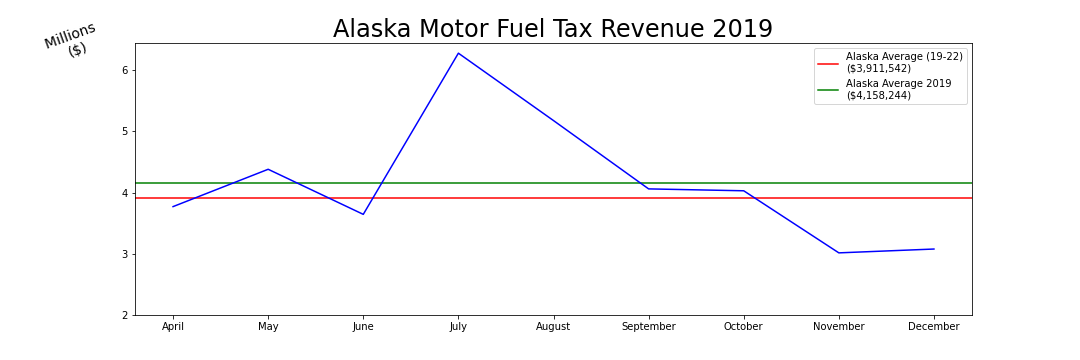 Millions
($)
Alaska Motor Fuel Tax Revenue 2019
Alaska Average (19-22)
($3,911,542)
Alaska Average 2019
($4,158,244)
6
5
4
3
2
April May June July August September October November December